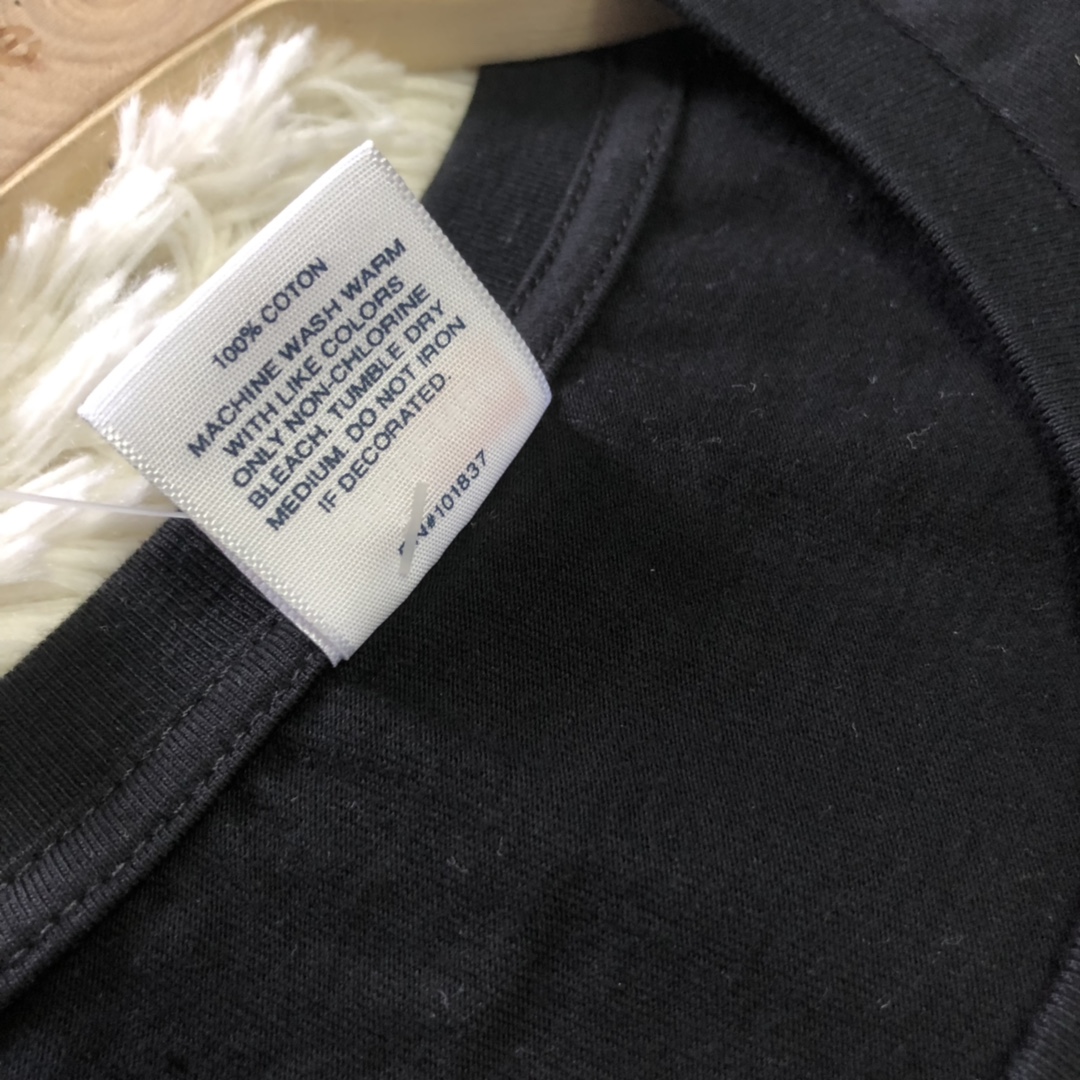 100% COTON
MACHINE WASH WARM
WITH LIKE COLORS
ONLY NON-CHLORINE
BLEACH. TUMBLE DRY
MEDIUM. DO NOT IRON
IF DECORATED.